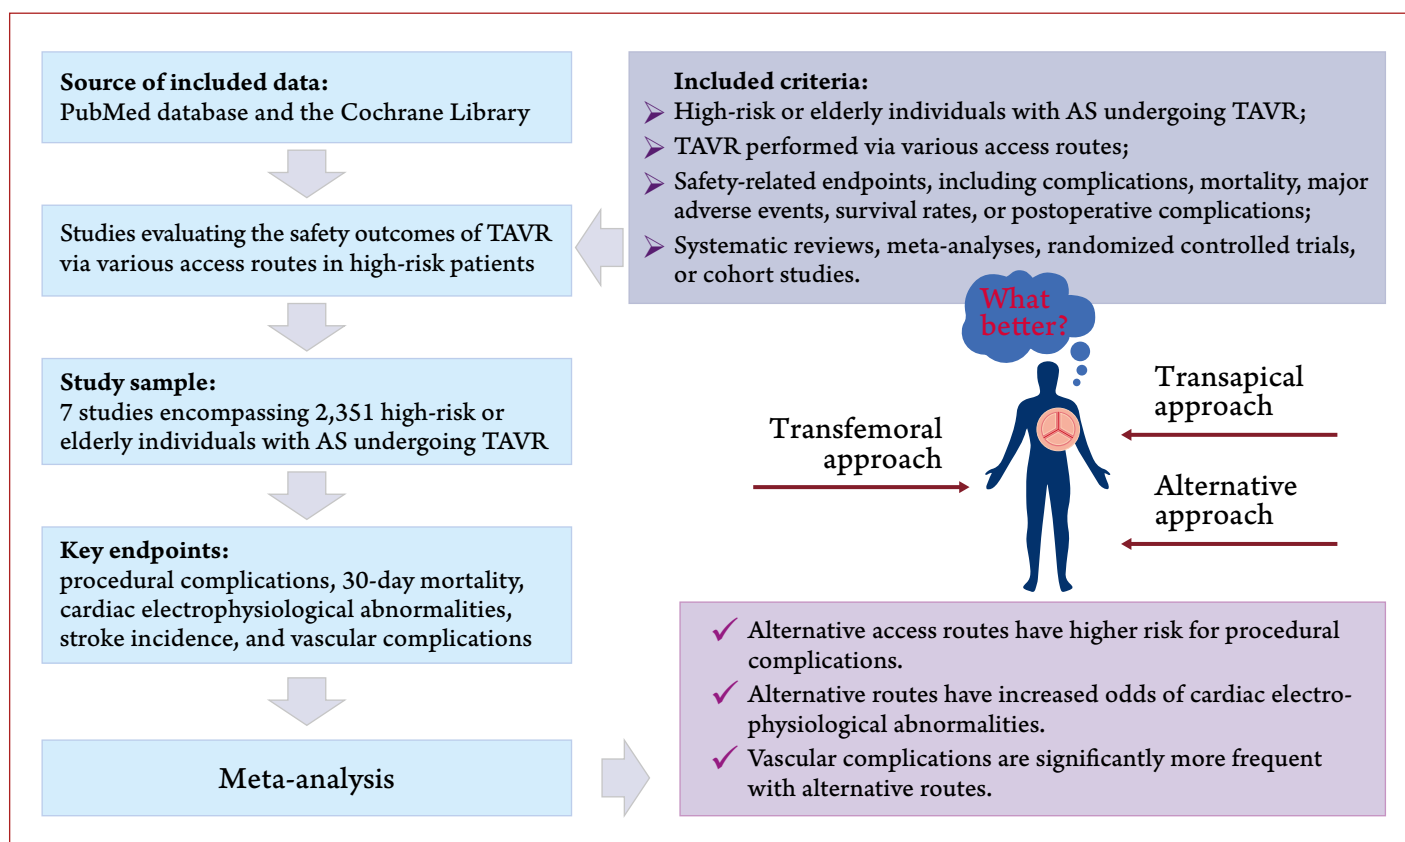 Source of included data:
PubMed database and the Cochrane Library
Studies evaluating the safety outcomes of TAVR
via various access routes in high-risk patients
Study sample:
7 studies encompassing 2,351 high-risk or
elderly individuals with AS undergoing TAVR
Key endpoints:
procedural complications, 30-day mortality,
cardiac electrophysiological abnormalities,
stroke incidence, and vascular complications
Meta-analysis
Included criteria:
High-risk or elderly individuals with AS undergoing TAVR;
TAVR performed via various access routes;
Safety-related endpoints, including complications, mortality, major
adverse events, survival rates, or postoperative complications;
Systematic reviews, meta-analyses, randomized controlled trials,
or cohort studies.
What
better?
Transfemoral
approach
Transapical
approach
Alternative
approach
Alternative access routes have higher risk for procedural
complications.
Alternative routes have increased odds of cardiac electro-
physiological abnormalities.
Vascular complications are significantly more frequent
with alternative routes.